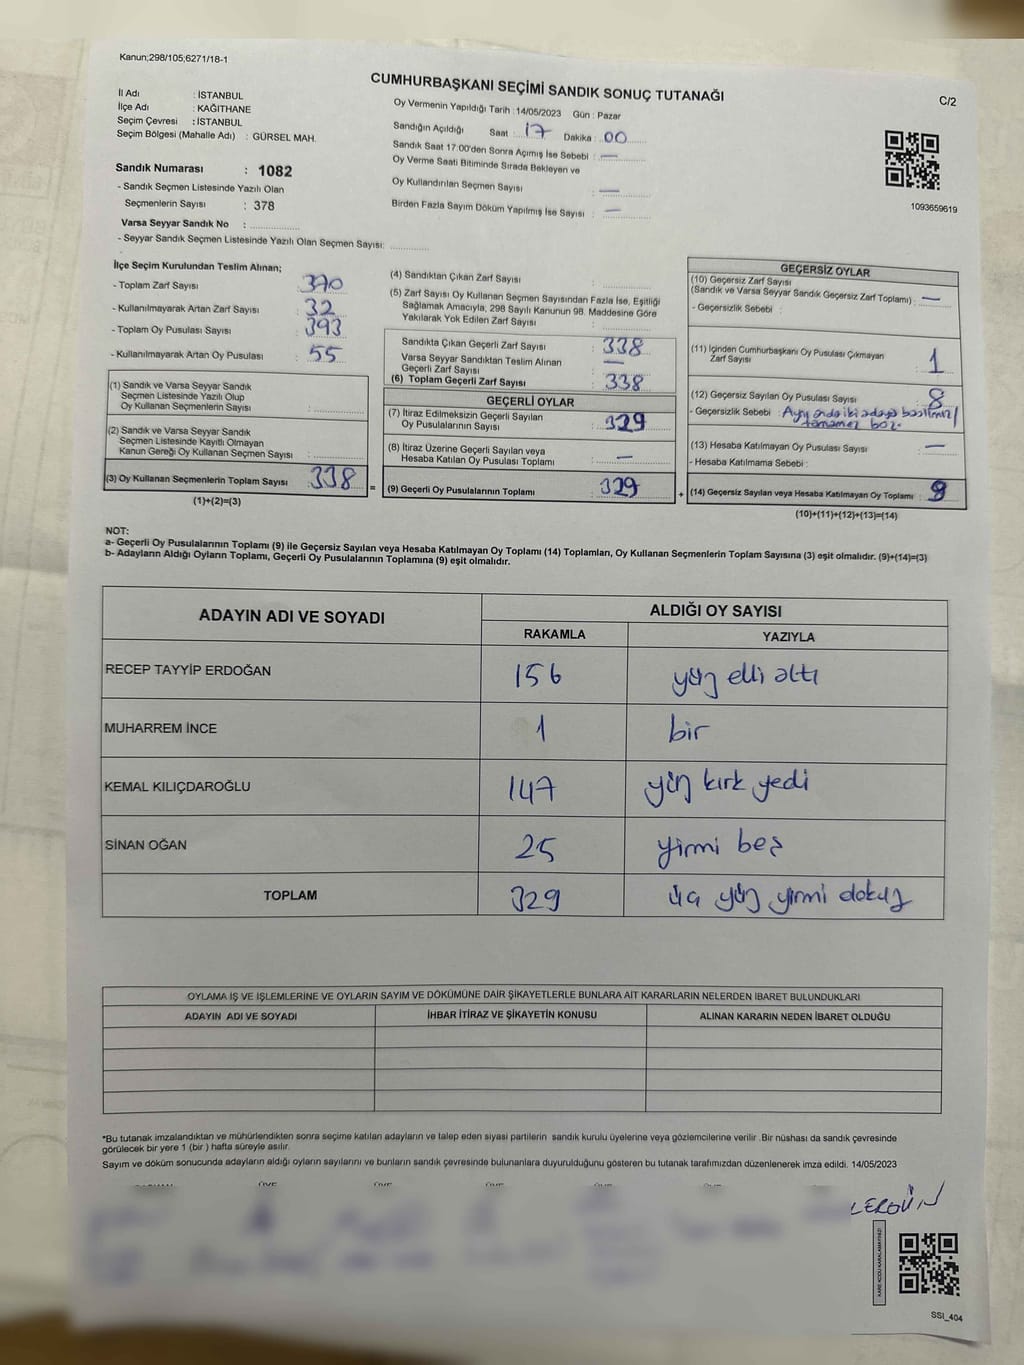 Kanun;298/105;6271/18-1
CUMHURBAŞKANI SEÇİMİ SANDIK SONUÇ TUTANAĞI
C/2
İl Adı : İSTANBUL
İlçe Adı : KAĞITHANE
Seçim Çevresi : İSTANBUL
Seçim Bölgesi (Mahalle Adı) : GÜRSEL MAH.
Oy Vermenin Yapıldığı Tarih : 14/05/2023 Gün : Pazar
Sandığın Açıldığı Saat : 17 Dakika : 00
Sandık Saat 17:00'den Sonra Açılmış İse Sebebi : —
Oy Verme Saati Bitiminde Sırada Bekleyen ve
Oy Kullandırılan Seçmen Sayısı : —
Birden Fazla Sayım Döküm Yapılmış İse Sayısı : —
1093659619
Sandık Numarası : 1082
- Sandık Seçmen Listesinde Yazılı Olan
Seçmenlerin Sayısı : 378
Varsa Seyyar Sandık No :
- Seyyar Sandık Seçmen Listesinde Yazılı Olan Seçmen Sayısı:
İlçe Seçim Kurulundan Teslim Alınan;
- Toplam Zarf Sayısı : 370
- Kullanılmayarak Artan Zarf Sayısı : 32
- Toplam Oy Pusulası Sayısı : 393
- Kullanılmayarak Artan Oy Pusulası : 55
(1) Sandık ve Varsa Seyyar Sandık
Seçmen Listesinde Yazılı Olup
Oy Kullanan Seçmenlerin Sayısı :
(2) Sandık ve Varsa Seyyar Sandık
Seçmen Listesinde Kayıtlı Olmayan
Kanun Gereği Oy Kullanan Seçmen Sayısı :
(3) Oy Kullanan Seçmenlerin Toplam Sayısı : 338
(1)+(2)=(3)
(4) Sandıktan Çıkan Zarf Sayısı :
(5) Zarf Sayısı Oy Kullanan Seçmen Sayısından Fazla İse, Eşitliği
Sağlamak Amacıyla, 298 Sayılı Kanunun 98. Maddesine Göre
Yakılarak Yok Edilen Zarf Sayısı :
Sandıkta Çıkan Geçerli Zarf Sayısı : 338
Varsa Seyyar Sandıktan Teslim Alınan
Geçerli Zarf Sayısı : —
(6) Toplam Geçerli Zarf Sayısı : 338
GEÇERLİ OYLAR
(7) İtiraz Edilmeksizin Geçerli Sayılan
Oy Pusulalarının Sayısı : 329
(8) İtiraz Üzerine Geçerli Sayılan veya
Hesaba Katılan Oy Pusulası Toplamı : —
= (9) Geçerli Oy Pusulalarının Toplamı : 329 +
GEÇERSİZ OYLAR
(10) Geçersiz Zarf Sayısı
(Sandık ve Varsa Seyyar Sandık Geçersiz Zarf Toplamı) : —
- Geçersizlik Sebebi :
(11) İçinden Cumhurbaşkanı Oy Pusulası Çıkmayan
Zarf Sayısı : 1
(12) Geçersiz Sayılan Oy Pusulası Sayısı : 8
- Geçersizlik Sebebi : Aynı anda iki adaya basılmış/
tamamen boş.
(13) Hesaba Katılmayan Oy Pusulası Sayısı : —
- Hesaba Katılmama Sebebi :
(14) Geçersiz Sayılan veya Hesaba Katılmayan Oy Toplamı : 9
(10)+(11)+(12)+(13)=(14)
NOT:
a- Geçerli Oy Pusulalarının Toplamı (9) ile Geçersiz Sayılan veya Hesaba Katılmayan Oy Toplamı (14) Toplamları, Oy Kullanan Seçmenlerin Toplam Sayısına (3) eşit olmalıdır. (9)+(14)=(3)
b- Adayların Aldığı Oyların Toplamı, Geçerli Oy Pusulalarının Toplamına (9) eşit olmalıdır.
ADAYIN ADI VE SOYADI ALDIĞI OY SAYISI
RAKAMLA YAZIYLA
RECEP TAYYİP ERDOĞAN 156 yüz elli altı
MUHARREM İNCE 1 bir
KEMAL KILIÇDAROĞLU 147 yüz kırk yedi
SİNAN OĞAN 25 yirmi beş
TOPLAM 329 üç yüz yirmi dokuz
OYLAMA İŞ VE İŞLEMLERİNE VE OYLARIN SAYIM VE DÖKÜMÜNE DAİR ŞİKAYETLERLE BUNLARA AİT KARARLARIN NELERDEN İBARET BULUNDUKLARI
ADAYIN ADI VE SOYADI İHBAR İTİRAZ VE ŞİKAYETİN KONUSU ALINAN KARARIN NEDEN İBARET OLDUĞU
*Bu tutanak imzalandıktan ve mühürlendikten sonra seçime katılan adayların ve talep eden siyasi partilerin sandık kurulu üyelerine veya gözlemcilerine verilir. Bir nüshası da sandık çevresinde
görülecek bir yere 1 (bir) hafta süreyle asılır.
Sayım ve döküm sonucunda adayların aldığı oyların sayılarını ve bunların sandık çevresinde bulunanlara duyurulduğunu gösteren bu tutanak tarafımızdan düzenlenerek imza edildi. 14/05/2023
KARE KODU KARALAMAYINIZ!
SSI_404